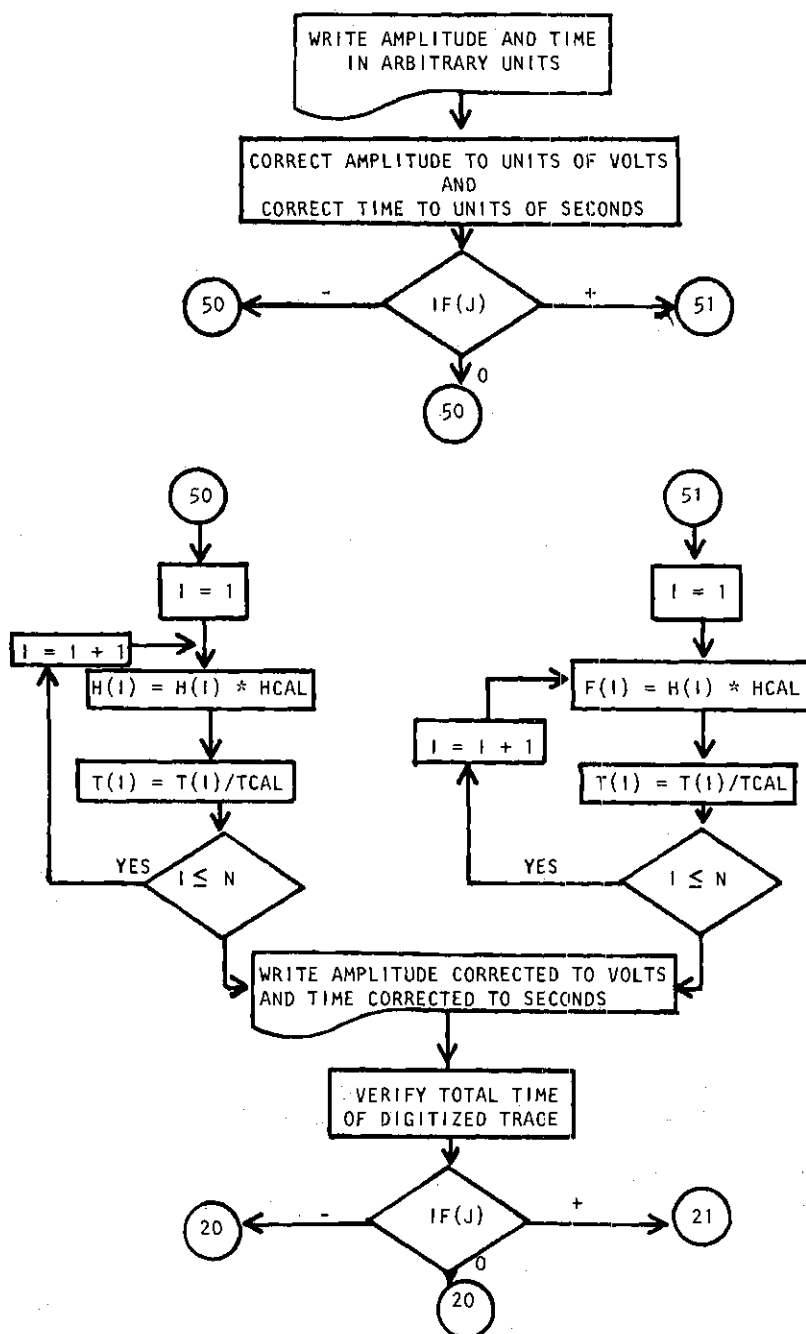 WRITE AMPLITUDE AND TIME
IN ARBITRARY UNITS
CORRECT AMPLITUDE TO UNITS OF VOLTS
AND
CORRECT TIME TO UNITS OF SECONDS
50
-
IF(J)
+
51
0
50
50
51
I = 1
I = 1
I = I + 1
H(I) = H(I) * HCAL
F(I) = H(I) * HCAL
I = I + 1
T(I) = T(I)/TCAL
T(I) = T(I)/TCAL
YES
I ≤ N
YES
I ≤ N
WRITE AMPLITUDE CORRECTED TO VOLTS
AND TIME CORRECTED TO SECONDS
VERIFY TOTAL TIME
OF DIGITIZED TRACE
20
-
IF(J)
+
21
0
20